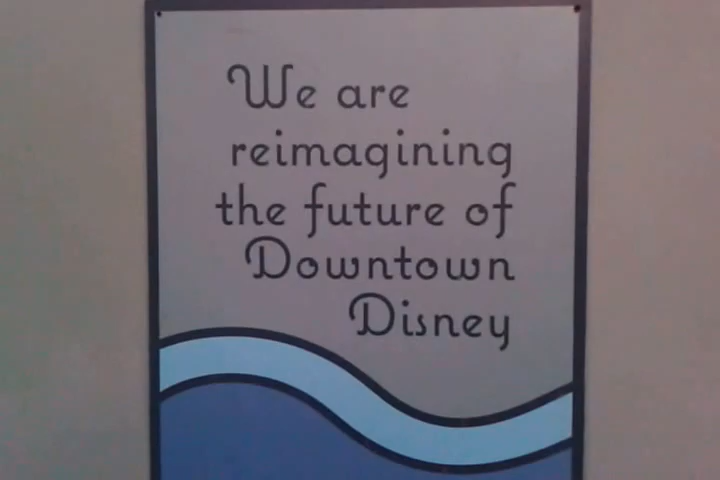 We are
reimagining
the future of
Downtown
Disney